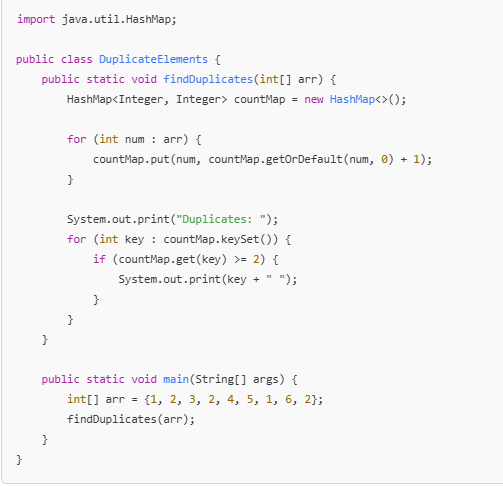 import java.util.HashMap;

public class DuplicateElements {
    public static void findDuplicates(int[] arr) {
        HashMap<Integer, Integer> countMap = new HashMap<>();

        for (int num : arr) {
            countMap.put(num, countMap.getOrDefault(num, 0) + 1);
        }

        System.out.print("Duplicates: ");
        for (int key : countMap.keySet()) {
            if (countMap.get(key) >= 2) {
                System.out.print(key + " ");
            }
        }
    }

    public static void main(String[] args) {
        int[] arr = {1, 2, 3, 2, 4, 5, 1, 6, 2};
        findDuplicates(arr);
    }
}